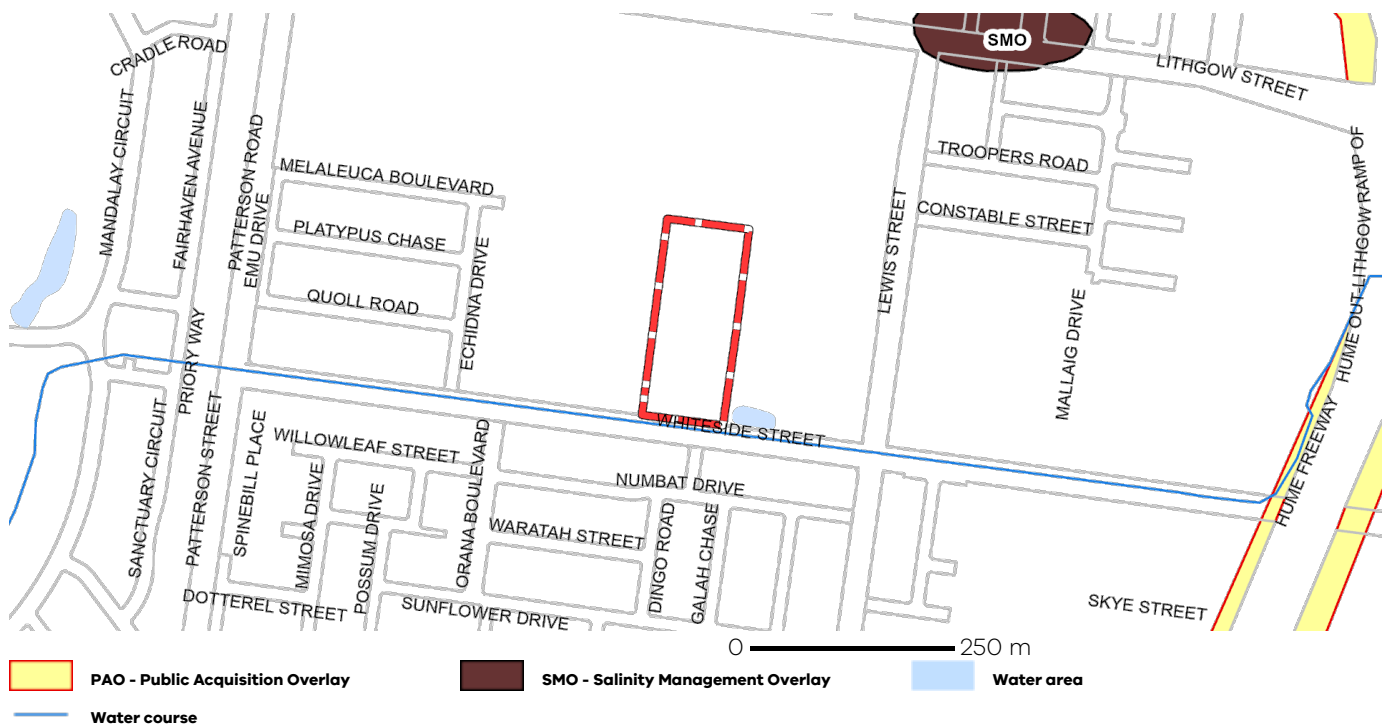 SMO
CRADLE ROAD
LITHGOW STREET
MANDALAY CIRCUIT
FAIRHAVEN AVENUE
PATTERSON ROAD
EMU DRIVE
MELALEUCA BOULEVARD
PLATYPUS CHASE
QUOLL ROAD
ECHIDNA DRIVE
LEWIS STREET
TROOPERS ROAD
CONSTABLE STREET
MALLAIG DRIVE
HUME OUT-LITHGOW RAMP OF
HUME FREEWAY
PRIORY WAY
SANCTUARY CIRCUIT
PATTERSON STREET
SPINEBILL PLACE
WILLOWLEAF STREET
MIMOSA DRIVE
POSSUM DRIVE
ORANA BOULEVARD
WHITESIDE STREET
NUMBAT DRIVE
WARATAH STREET
DINGO ROAD
GALAH CHASE
DOTTEREL STREET
SUNFLOWER DRIVE
SKYE STREET
0 250 m
PAO - Public Acquisition Overlay
SMO - Salinity Management Overlay
Water area
Water course